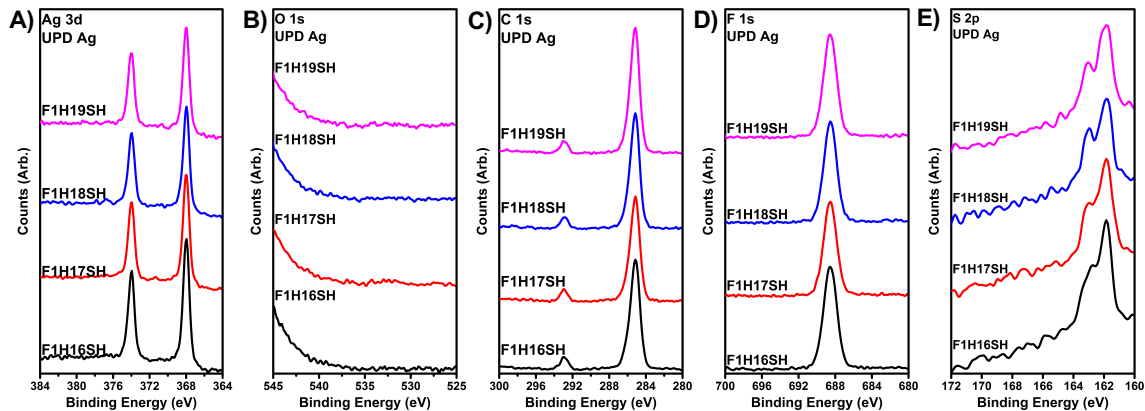 A)
Ag 3d
UPD Ag
F1H19SH
F1H18SH
F1H17SH
F1H16SH
Counts (Arb.)
384 380 376 372 368 364
Binding Energy (eV)
B)
O 1s
UPD Ag
F1H19SH
F1H18SH
F1H17SH
F1H16SH
Counts (Arb.)
545 540 535 530 525
Binding Energy (eV)
C)
C 1s
UPD Ag
F1H19SH
F1H18SH
F1H17SH
F1H16SH
Counts (Arb.)
300 296 292 288 284 280
Binding Energy (eV)
D)
F 1s
UPD Ag
F1H19SH
F1H18SH
F1H17SH
F1H16SH
Counts (Arb.)
700 696 692 688 684 680
Binding Energy (eV)
E)
S 2p
UPD Ag
F1H19SH
F1H18SH
F1H17SH
F1H16SH
Counts (Arb.)
172 170 168 166 164 162 160
Binding Energy (eV)